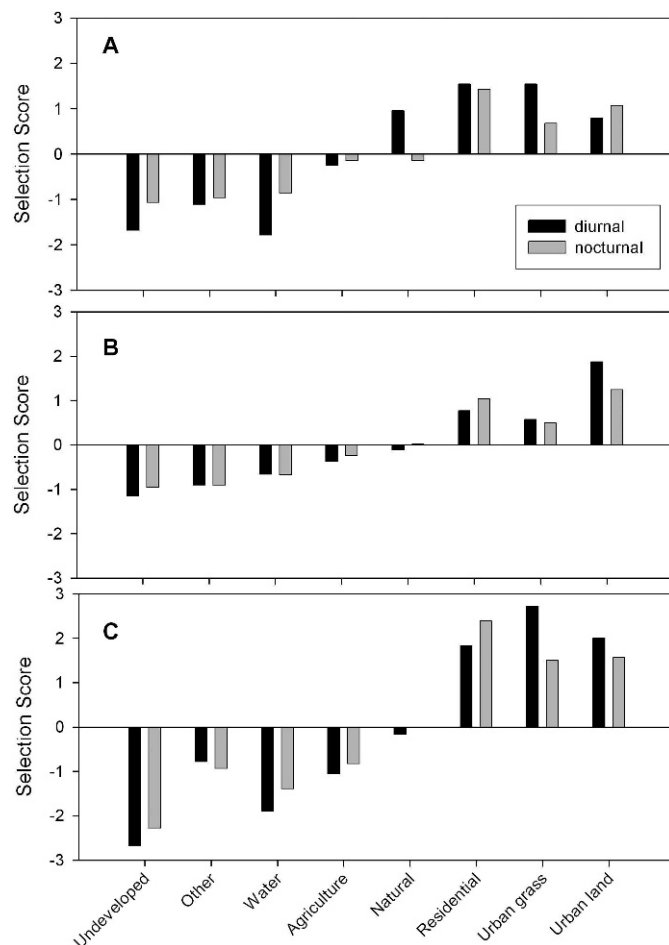 A
Selection Score
3
2
1
0
-1
-2
-3
diurnal
nocturnal
B
Selection Score
3
2
1
0
-1
-2
-3
C
Selection Score
3
2
1
0
-1
-2
-3
Undeveloped
Other
Water
Agriculture
Natural
Residential
Urban grass
Urban land